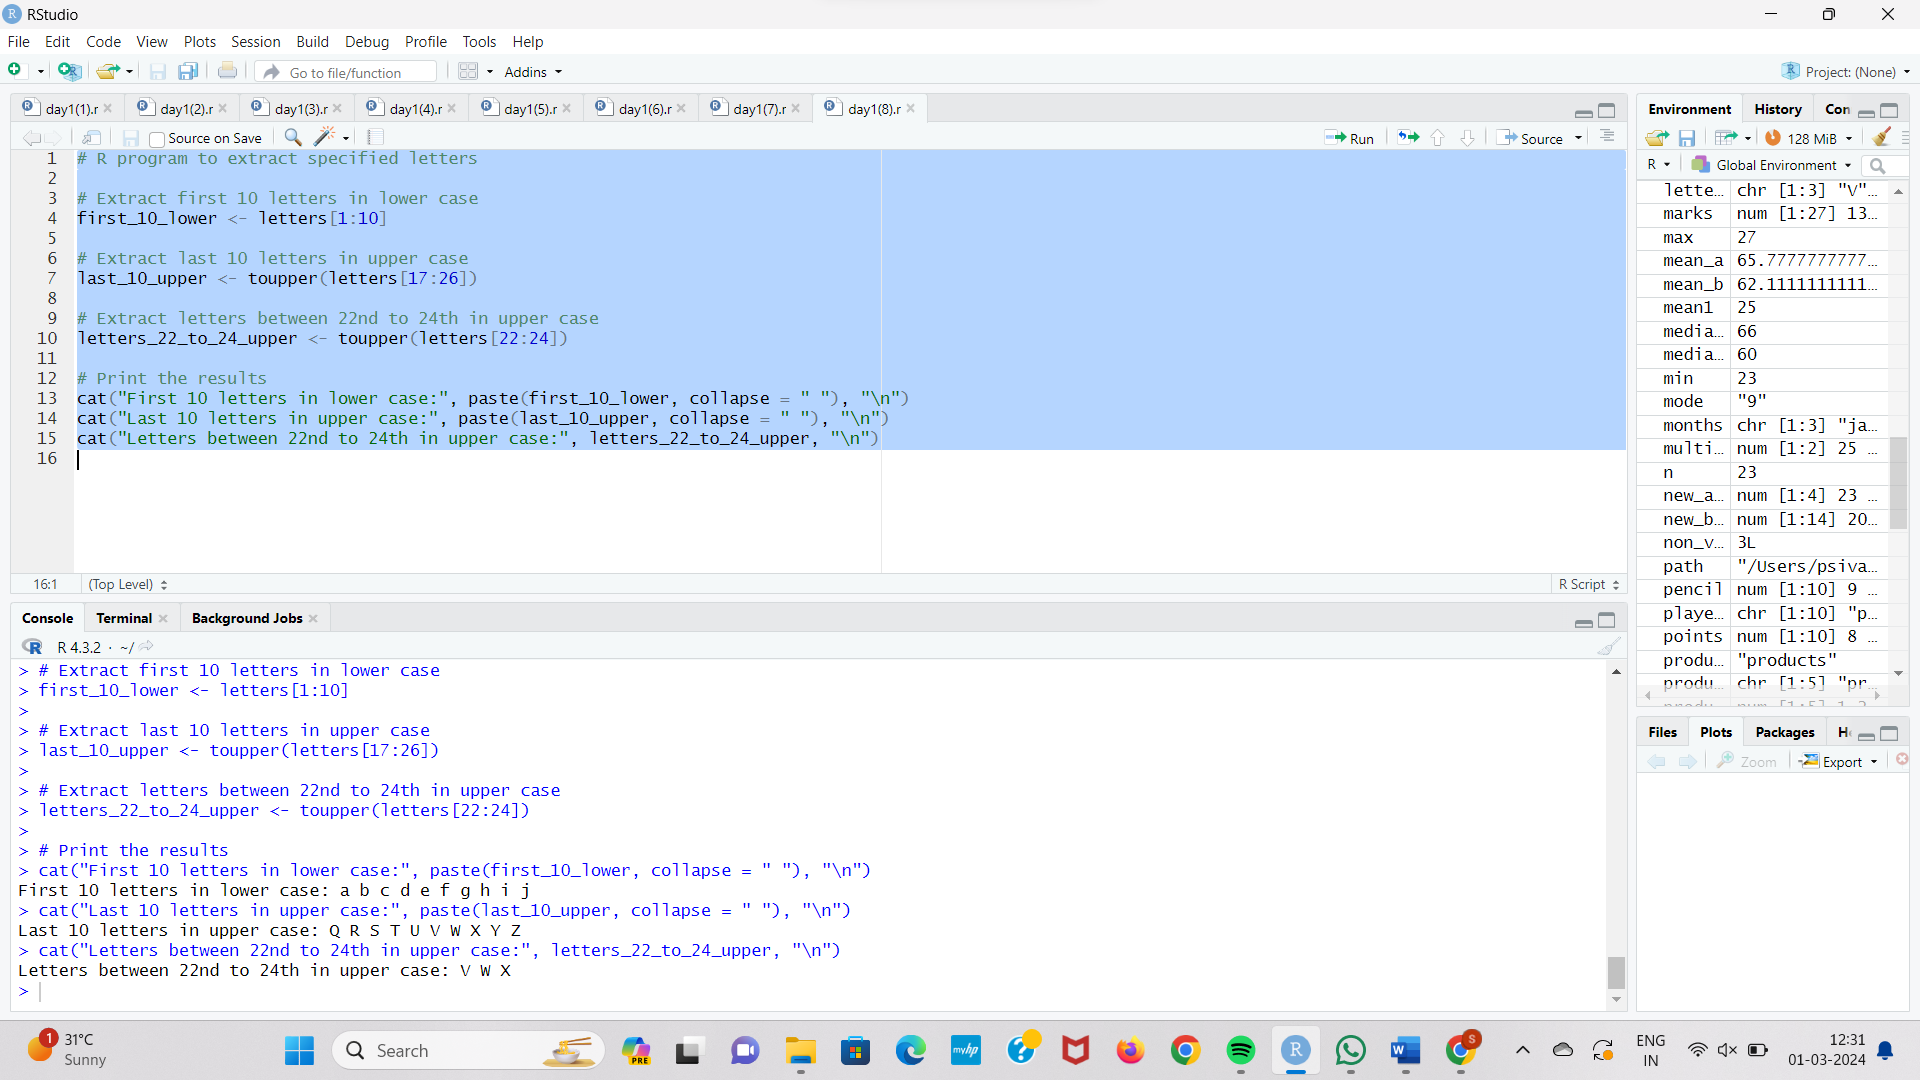 RStudio
File Edit Code View Plots Session Build Debug Profile Tools Help
Go to file/function Addins Project: (None)
day1(1).r day1(2).r day1(3).r day1(4).r day1(5).r day1(6).r day1(7).r day1(8).r
Source on Save Run Source
1 # R program to extract specified letters
2
3 # Extract first 10 letters in lower case
4 first_10_lower <- letters[1:10]
5
6 # Extract last 10 letters in upper case
7 last_10_upper <- toupper(letters[17:26])
8
9 # Extract letters between 22nd to 24th in upper case
10 letters_22_to_24_upper <- toupper(letters[22:24])
11
12 # Print the results
13 cat("First 10 letters in lower case:", paste(first_10_lower, collapse = " "), "\n")
14 cat("Last 10 letters in upper case:", paste(last_10_upper, collapse = " "), "\n")
15 cat("Letters between 22nd to 24th in upper case:", letters_22_to_24_upper, "\n")
16
16:1 (Top Level) R Script
Console Terminal Background Jobs
R 4.3.2 · ~/
> # Extract first 10 letters in lower case
> first_10_lower <- letters[1:10]
>
> # Extract last 10 letters in upper case
> last_10_upper <- toupper(letters[17:26])
>
> # Extract letters between 22nd to 24th in upper case
> letters_22_to_24_upper <- toupper(letters[22:24])
>
> # Print the results
> cat("First 10 letters in lower case:", paste(first_10_lower, collapse = " "), "\n")
First 10 letters in lower case: a b c d e f g h i j
> cat("Last 10 letters in upper case:", paste(last_10_upper, collapse = " "), "\n")
Last 10 letters in upper case: Q R S T U V W X Y Z
> cat("Letters between 22nd to 24th in upper case:", letters_22_to_24_upper, "\n")
Letters between 22nd to 24th in upper case: V W X
>
Environment History Con
128 MiB
R Global Environment
lette… chr [1:3] "V"…
marks num [1:27] 13…
max 27
mean_a 65.7777777777…
mean_b 62.1111111111…
mean1 25
media… 66
media… 60
min 23
mode "9"
months chr [1:3] "ja…
multi… num [1:2] 25 …
n 23
new_a… num [1:4] 23 …
new_b… num [1:14] 20…
non_v… 3L
path "/Users/psiva…
pencil num [1:10] 9 …
playe… chr [1:10] "p…
points num [1:10] 8 …
produ… "products"
produ… chr [1:5] "pr…
Files Plots Packages H
Zoom Export
1 31°C
Sunny
Search
PRE
myhp
S
ENG
IN
12:31
01-03-2024